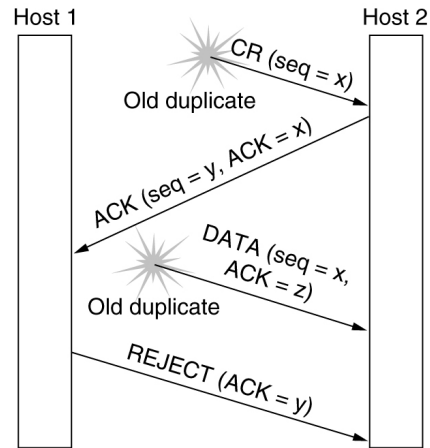 Host 1
Host 2
CR (seq = x)
Old duplicate
ACK (seq = y, ACK = x)
DATA (seq = x,
ACK = z)
Old duplicate
REJECT (ACK = y)